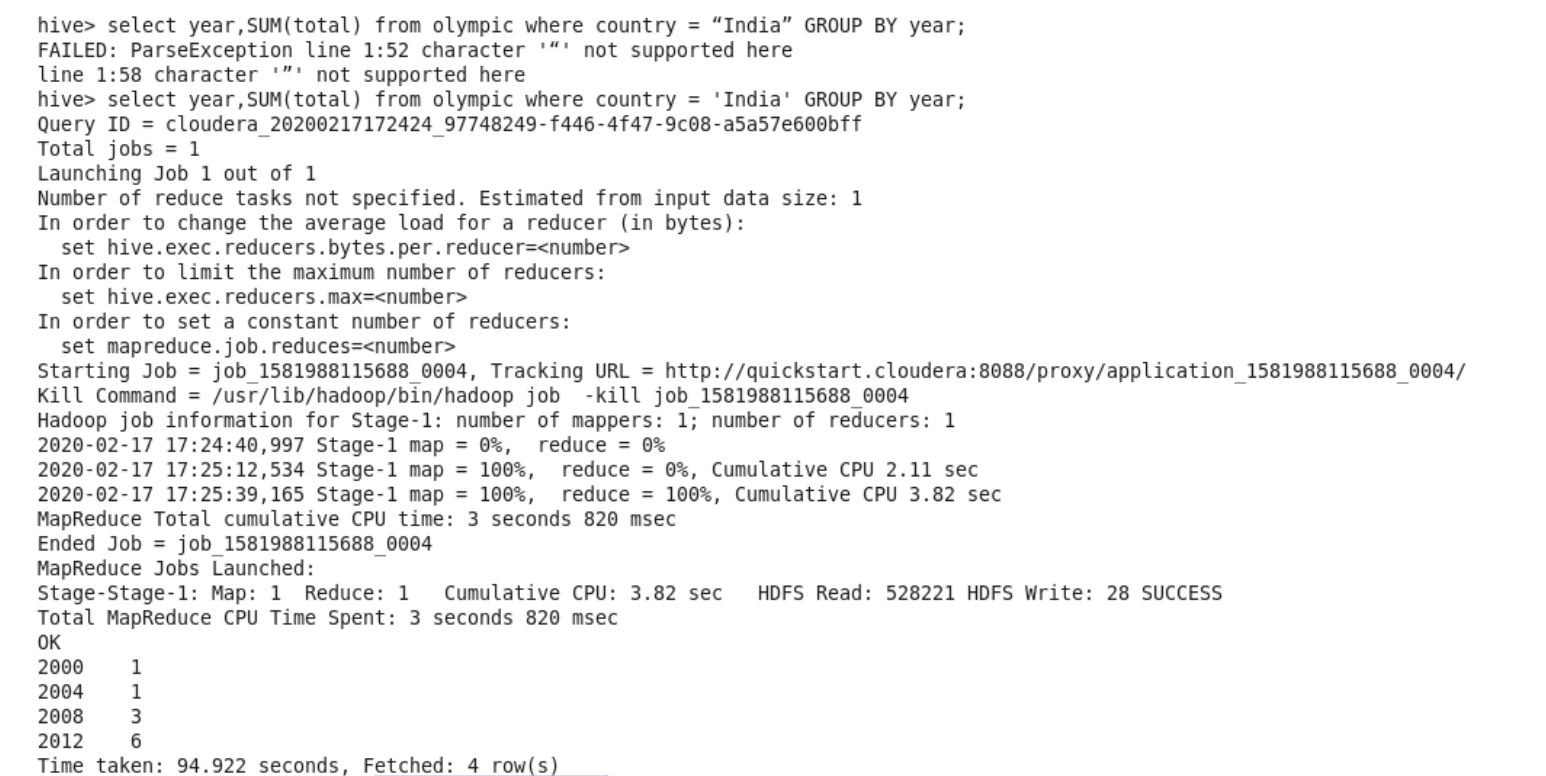 hive> select year,SUM(total) from olympic where country = “India” GROUP BY year;
FAILED: ParseException line 1:52 character '“' not supported here
line 1:58 character '”' not supported here
hive> select year,SUM(total) from olympic where country = 'India' GROUP BY year;
Query ID = cloudera_20200217172424_97748249-f446-4f47-9c08-a5a57e600bff
Total jobs = 1
Launching Job 1 out of 1
Number of reduce tasks not specified. Estimated from input data size: 1
In order to change the average load for a reducer (in bytes):
  set hive.exec.reducers.bytes.per.reducer=<number>
In order to limit the maximum number of reducers:
  set hive.exec.reducers.max=<number>
In order to set a constant number of reducers:
  set mapreduce.job.reduces=<number>
Starting Job = job_1581988115688_0004, Tracking URL = http://quickstart.cloudera:8088/proxy/application_1581988115688_0004/
Kill Command = /usr/lib/hadoop/bin/hadoop job  -kill job_1581988115688_0004
Hadoop job information for Stage-1: number of mappers: 1; number of reducers: 1
2020-02-17 17:24:40,997 Stage-1 map = 0%,  reduce = 0%
2020-02-17 17:25:12,534 Stage-1 map = 100%,  reduce = 0%, Cumulative CPU 2.11 sec
2020-02-17 17:25:39,165 Stage-1 map = 100%,  reduce = 100%, Cumulative CPU 3.82 sec
MapReduce Total cumulative CPU time: 3 seconds 820 msec
Ended Job = job_1581988115688_0004
MapReduce Jobs Launched:
Stage-Stage-1: Map: 1  Reduce: 1   Cumulative CPU: 3.82 sec   HDFS Read: 528221 HDFS Write: 28 SUCCESS
Total MapReduce CPU Time Spent: 3 seconds 820 msec
OK
2000    1
2004    1
2008    3
2012    6
Time taken: 94.922 seconds, Fetched: 4 row(s)